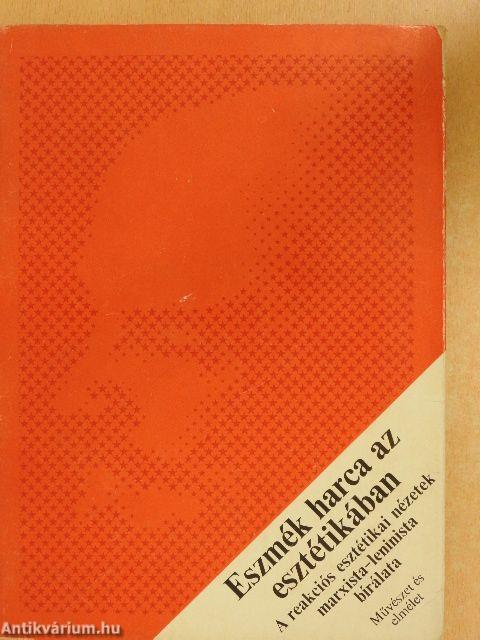 Eszmék harca az
esztétikában
A reakciós esztétikai nézetek
marxista-leninista
bírálata
Művészet és
elmélet
Antikvárium.hu